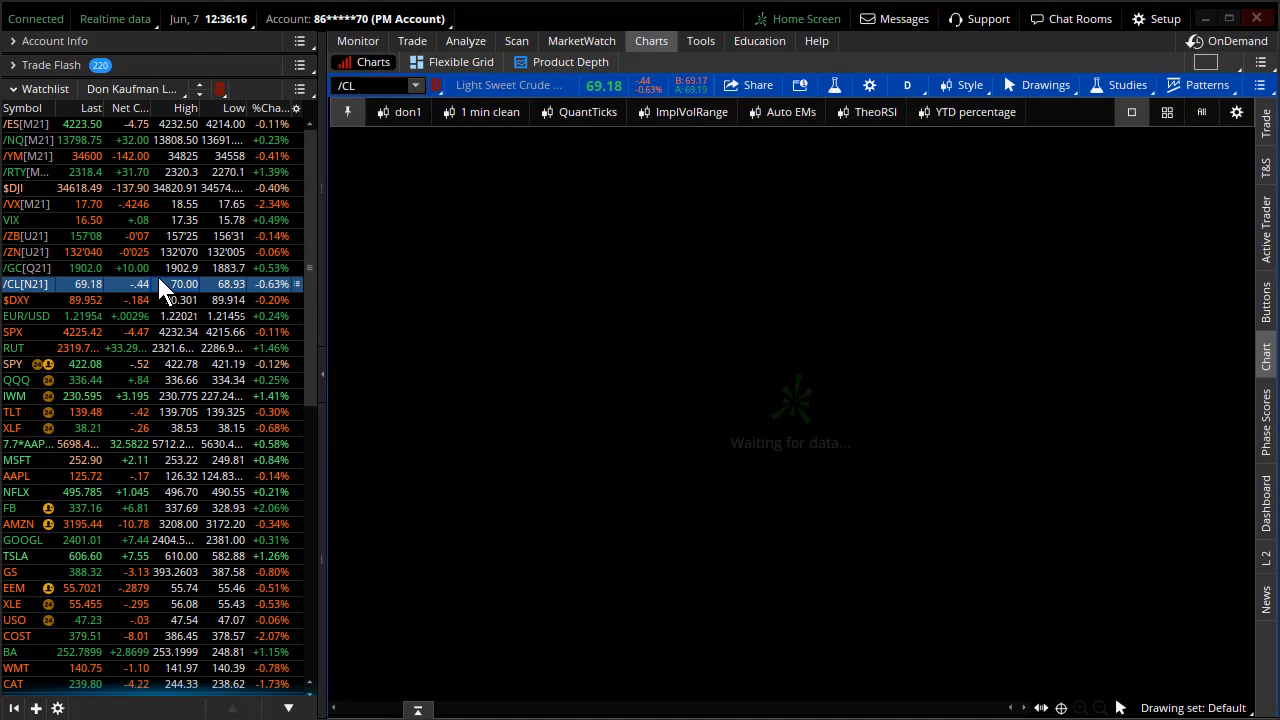 Connected Realtime data Jun, 7 12:36:16 Account: 86*****70 (PM Account) Home Screen Messages Support Chat Rooms Setup
Account Info Monitor Trade Analyze Scan MarketWatch Charts Tools Education Help OnDemand
Trade Flash 220 Charts Flexible Grid Product Depth
Watchlist Don Kaufman L... /CL Light Sweet Crude ... 69.18 -.44 -0.63% B: 69.17 A: 69.19 Share D Style Drawings Studies Patterns
Symbol Last Net C... High Low %Cha... don1 1 min clean QuantTicks ImplVolRange Auto EMs TheoRSI YTD percentage All
/ES[M21] 4223.50 -4.75 4232.50 4214.00 -0.11%
/NQ[M21] 13798.75 +32.00 13808.50 13691.... +0.23%
/YM[M21] 34600 -142.00 34825 34558 -0.41%
/RTY[M... 2318.4 +31.70 2320.3 2270.1 +1.39%
$DJI 34618.49 -137.90 34820.91 34574.... -0.40%
/VX[M21] 17.70 -.4246 18.55 17.65 -2.34%
VIX 16.50 +.08 17.35 15.78 +0.49%
/ZB[U21] 157'08 -0'07 157'25 156'31 -0.14%
/ZN[U21] 132'040 -0'025 132'070 132'005 -0.06%
/GC[Q21] 1902.0 +10.00 1902.9 1883.7 +0.53%
/CL[N21] 69.18 -.44 70.00 68.93 -0.63%
$DXY 89.952 -.184 89.914 -0.20%
EUR/USD 1.21954 +.00296 1.22021 1.21455 +0.24%
SPX 4225.42 -4.47 4232.34 4215.66 -0.11%
RUT 2319.7... +33.29... 2321.6... 2286.9... +1.46%
SPY 24 422.08 -.52 422.78 421.19 -0.12%
QQQ 24 336.44 +.84 336.66 334.34 +0.25%
IWM 24 230.595 +3.195 230.775 227.24... +1.41%
TLT 24 139.48 -.42 139.705 139.325 -0.30%
XLF 24 38.21 -.26 38.53 38.15 -0.68%
7.7*AAP... 5698.4... 32.5822 5712.2... 5630.4... +0.58%
MSFT 252.90 +2.11 253.22 249.81 +0.84%
AAPL 125.72 -.17 126.32 124.83... -0.14%
NFLX 495.785 +1.045 496.70 490.55 +0.21%
FB 337.16 +6.81 337.69 328.93 +2.06%
AMZN 3195.44 -10.78 3208.00 3172.20 -0.34%
GOOGL 2401.01 +7.44 2404.5... 2381.00 +0.31%
TSLA 606.60 +7.55 610.00 582.88 +1.26%
GS 388.32 -3.13 393.2603 387.58 -0.80%
EEM 55.7021 -.2879 55.74 55.46 -0.51%
XLE 24 55.455 -.295 56.08 55.43 -0.53%
USO 24 47.23 -.03 47.54 47.07 -0.06%
COST 379.51 -8.01 386.45 378.57 -2.07%
BA 252.7899 +2.8699 253.1999 248.81 +1.15%
WMT 140.75 -1.10 141.97 140.39 -0.78%
CAT 239.80 -4.22 244.33 238.62 -1.73%
Waiting for data...
Drawing set: Default
Trade
T&S
Active Trader
Buttons
Chart
Phase Scores
Dashboard
L 2
News